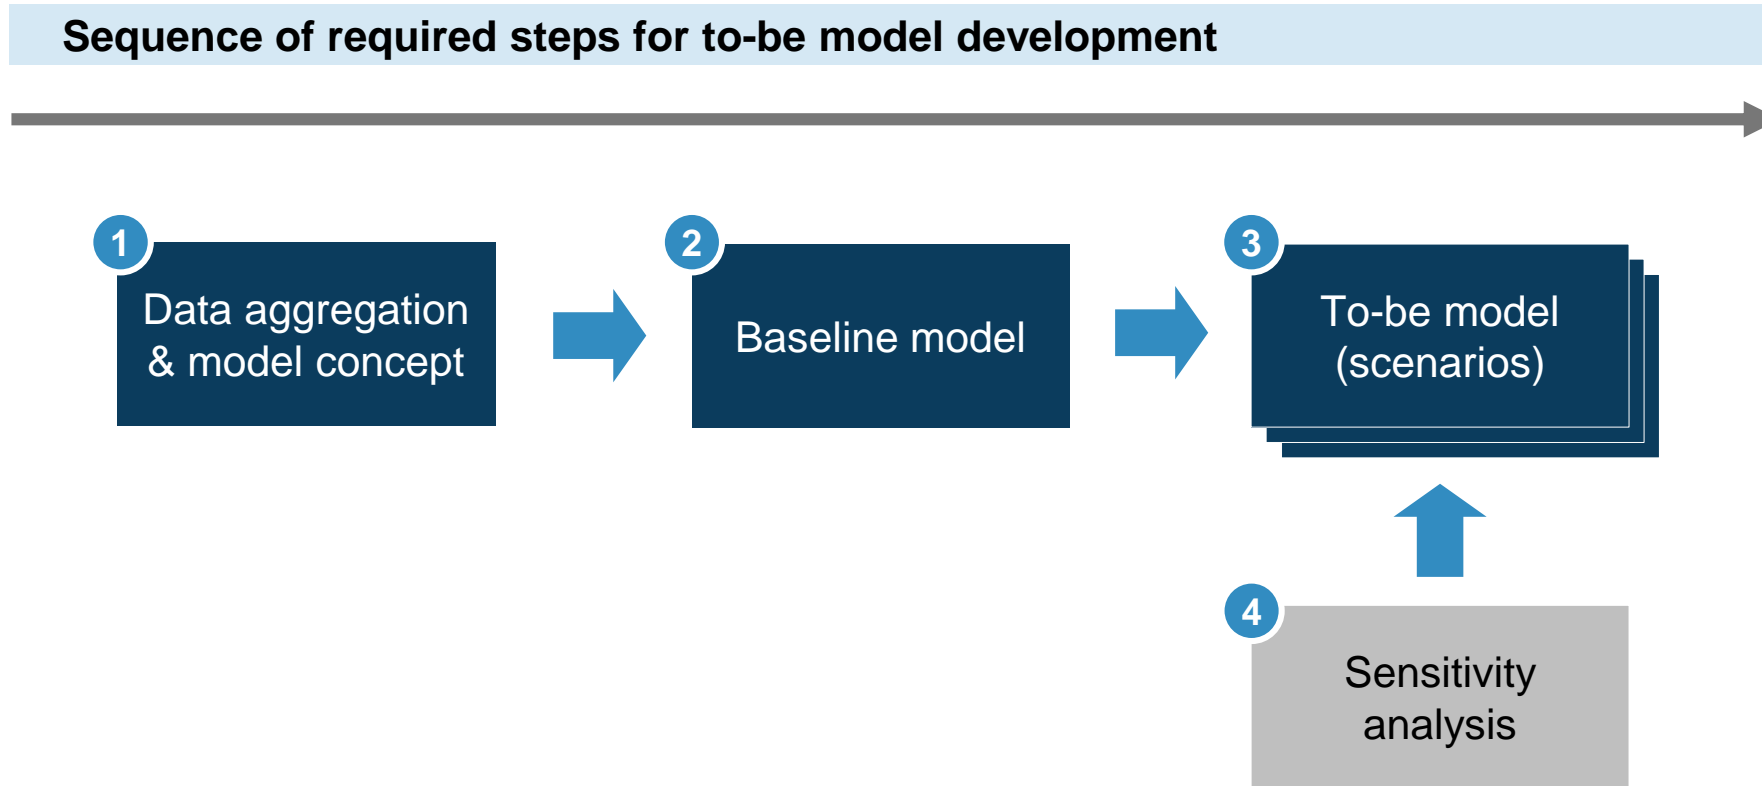 Sequence of required steps for to-be model development
1
Data aggregation
& model concept
2
Baseline model
3
To-be model
(scenarios)
4
Sensitivity
analysis